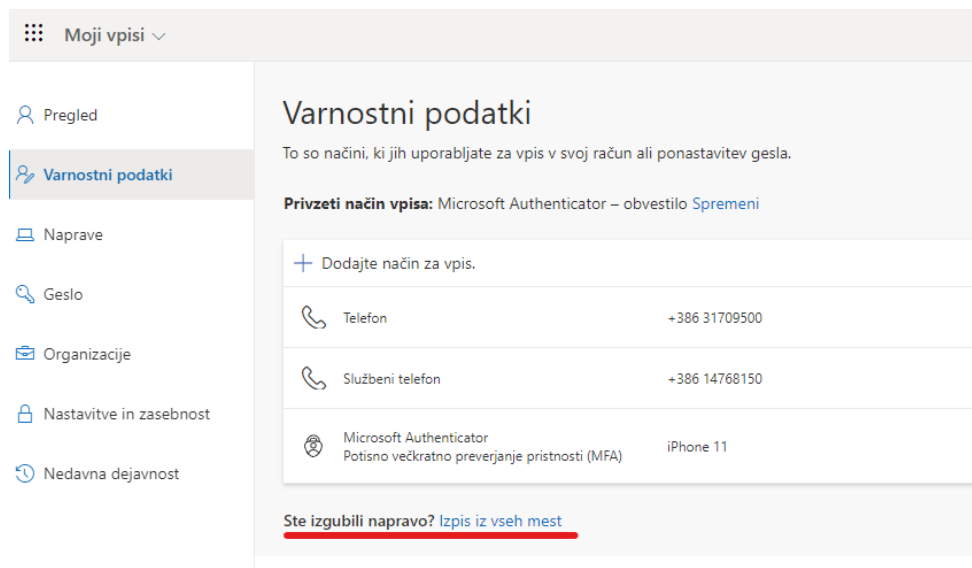 Moji vpisi
Pregled
Varnostni podatki
Naprave
Geslo
Organizacije
Nastavitve in zasebnost
Nedavna dejavnost
Varnostni podatki
To so načini, ki jih uporabljate za vpis v svoj račun ali ponastavitev gesla.
Privzeti način vpisa: Microsoft Authenticator – obvestilo Spremeni
Dodajte način za vpis.
Telefon +386 31709500
Službeni telefon +386 14768150
Microsoft Authenticator
Potisno večkratno preverjanje pristnosti (MFA) iPhone 11
Ste izgubili napravo? Izpis iz vseh mest